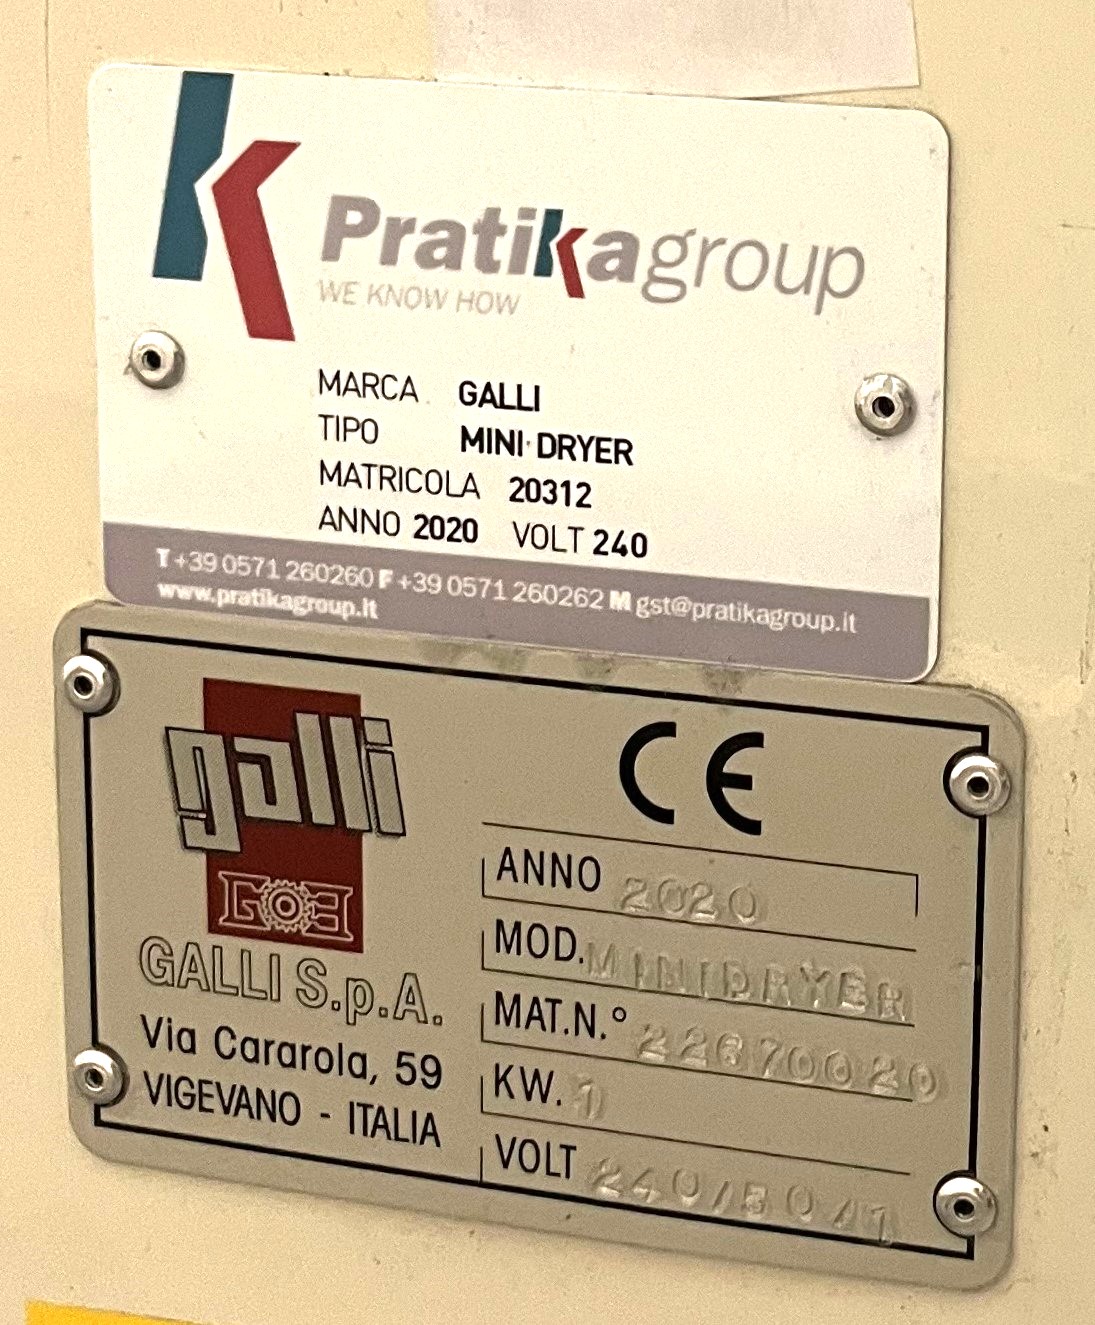 Pratikagroup
WE KNOW HOW
MARCA GALLI
TIPO MINI DRYER
MATRICOLA 20312
ANNO 2020 VOLT 240
T +39 0571 260260 F +39 0571 260262 M gst@pratikagroup.it
www.pratikagroup.it
galli
GALLI S.p.A.
Via Cararola, 59
VIGEVANO - ITALIA
CE
ANNO 2020
MOD. MINIDRYER
MAT.N.° 22670020
KW. 1
VOLT 240/50/1